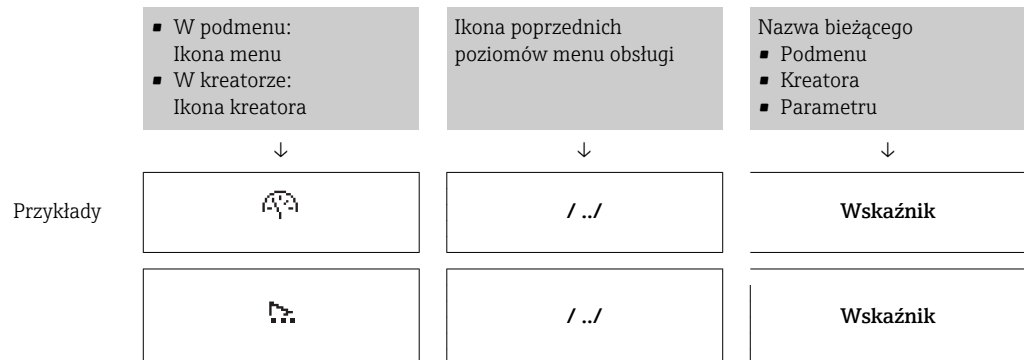 ▪ W podmenu:
Ikona menu
▪ W kreatorze:
Ikona kreatora
Ikona poprzednich
poziomów menu obsługi
Nazwa bieżącego
▪ Podmenu
▪ Kreatora
▪ Parametru
↓ ↓ ↓
Przykłady / ../ Wskaźnik
/ ../ Wskaźnik